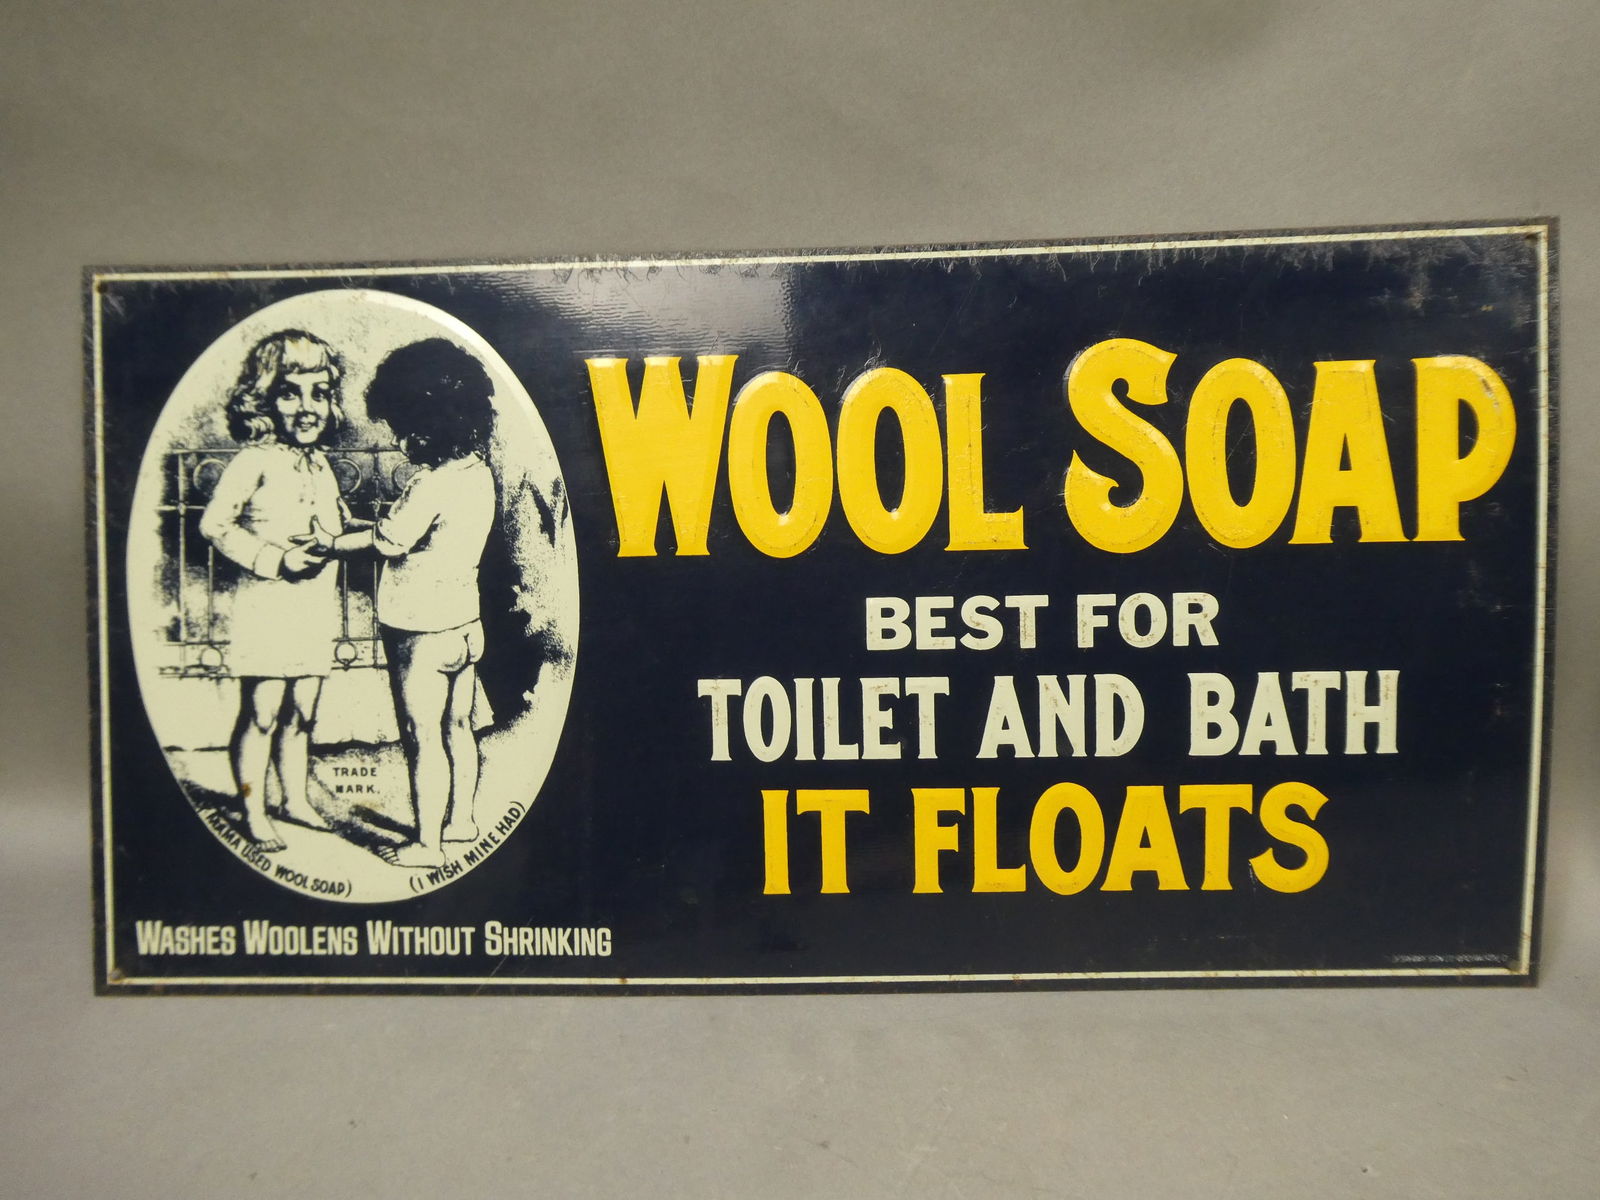 WOOL SOAP
BEST FOR
TOILET AND BATH
IT FLOATS
TRADE
MARK.
(MAMA USED WOOL SOAP)
(I WISH MINE HAD)
WASHES WOOLENS WITHOUT SHRINKING